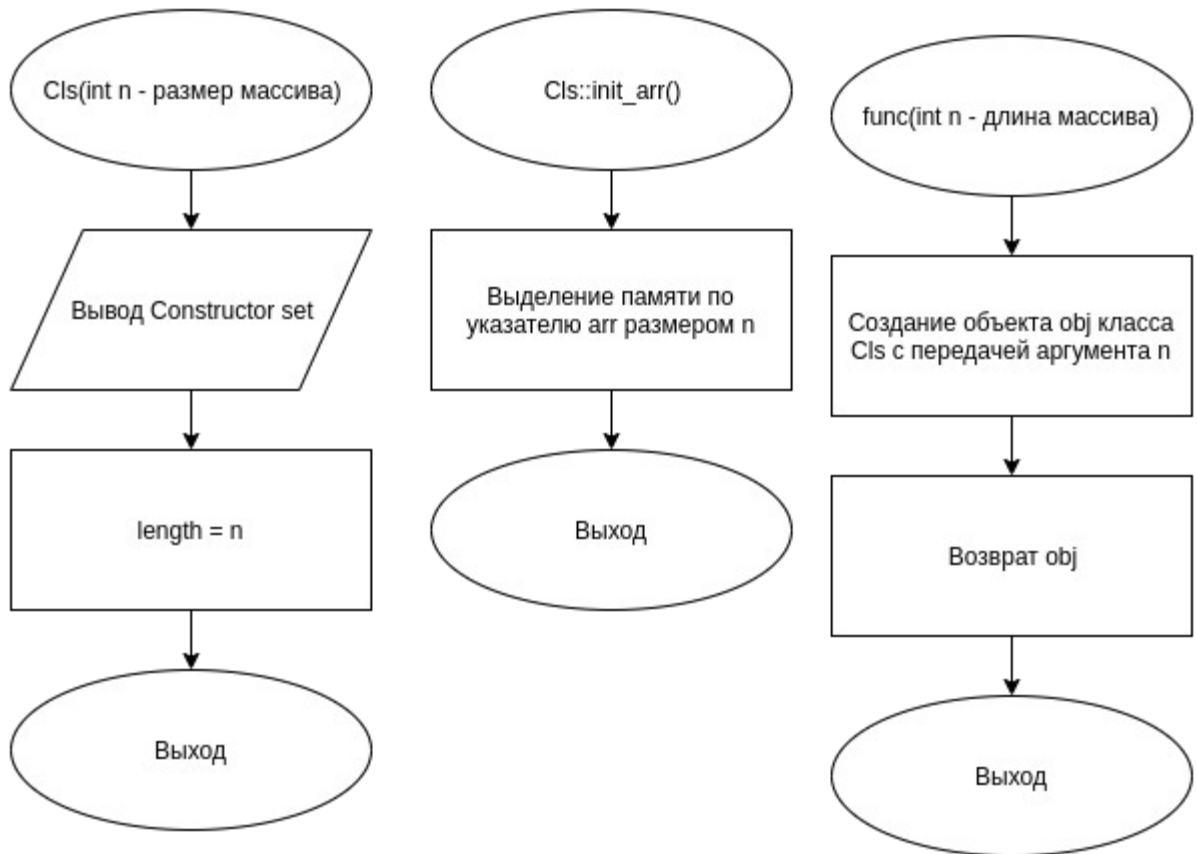 Cls(int n - размер массива)
Вывод Constructor set
length = n
Выход
Cls::init_arr()
Выделение памяти по
указателю arr размером n
Выход
func(int n - длина массива)
Создание объекта obj класса
Cls с передачей аргумента n
Возврат obj
Выход